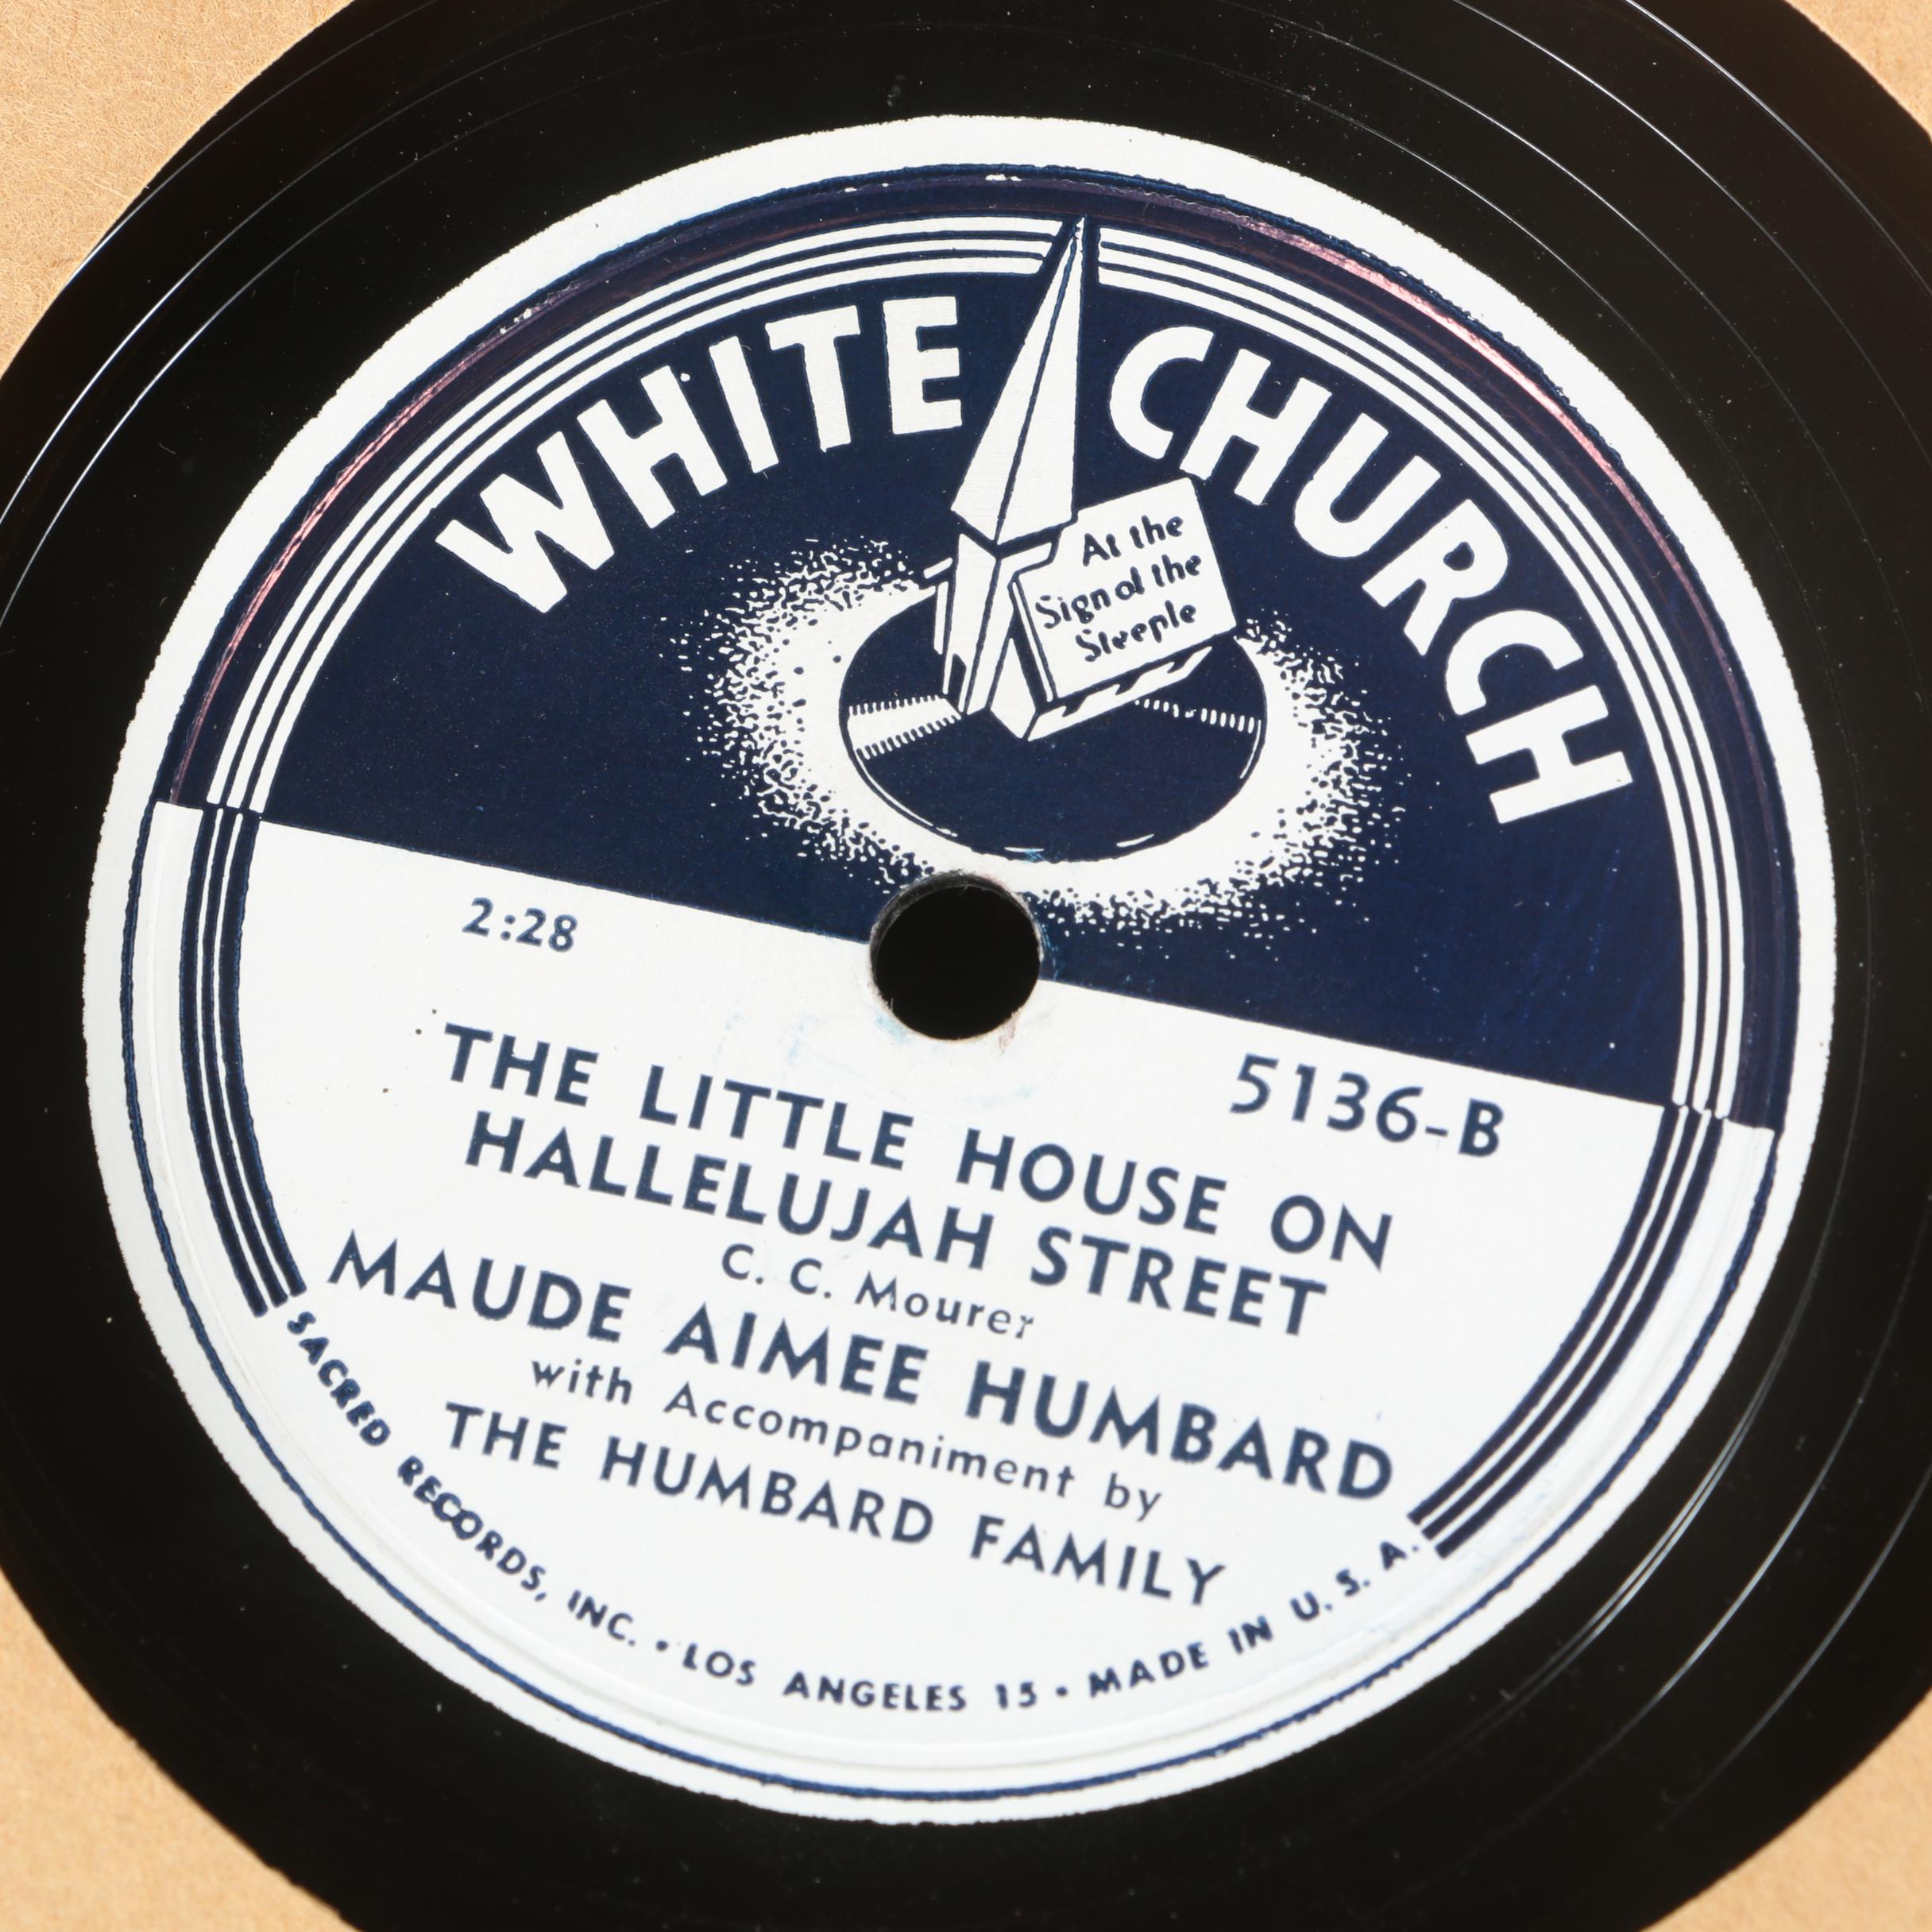 WHITE CHURCH
At the
Sign of the
Steeple
2:28
5136-B
THE LITTLE HOUSE ON
HALLELUJAH STREET
C. C. Mourer
MAUDE AIMEE HUMBARD
with Accompaniment by
THE HUMBARD FAMILY
SACRED RECORDS, INC. • LOS ANGELES 15 • MADE IN U. S. A.